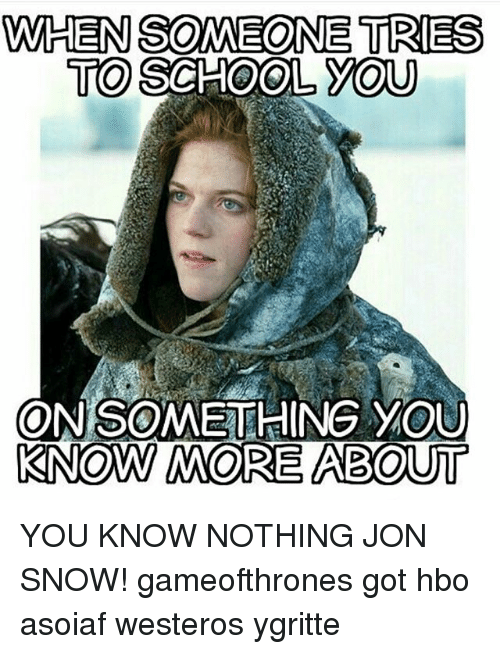 WHEN SOMEONE TRIES
TO SCHOOL YOU
ON SOMETHING YOU
KNOW MORE ABOUT
YOU KNOW NOTHING JON
SNOW! gameofthrones got hbo
asoiaf westeros ygritte